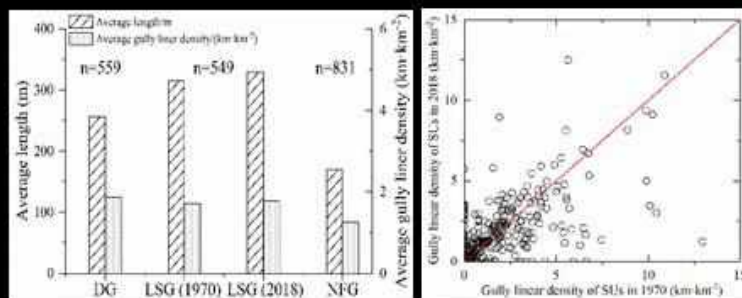 400
300
200
100
0
Average length (m)
Average length/m
Average gully liner density/(km·km⁻²)
n=559
n=549
n=831
DG
LSG (1970)
LSG (2018)
NFG
6
4
2
0
Average gully liner density (km·km⁻²)
15
10
5
0
Gully linear density of SUs in 2018 (km·km⁻²)
0
5
10
15
Gully linear density of SUs in 1970 (km·km⁻²)